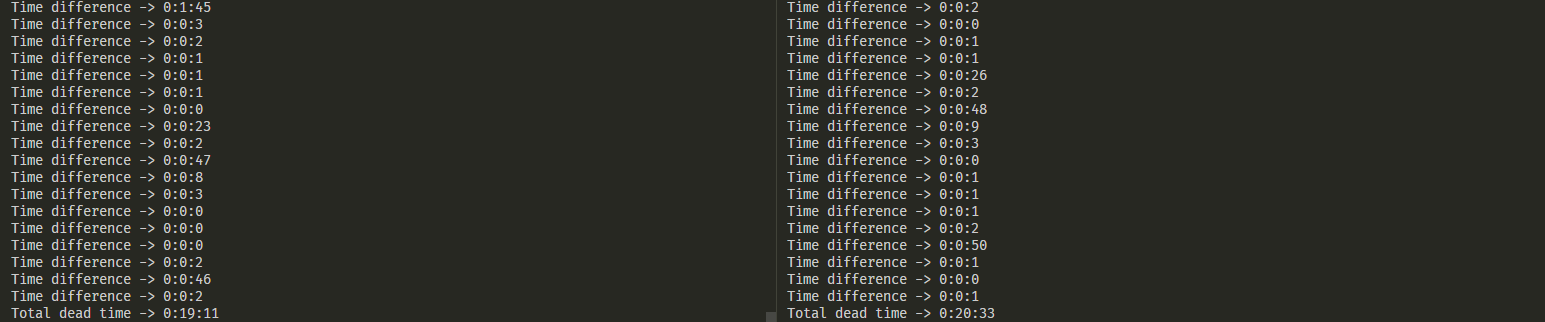 Time difference -> 0:1:45
Time difference -> 0:0:3
Time difference -> 0:0:2
Time difference -> 0:0:1
Time difference -> 0:0:1
Time difference -> 0:0:1
Time difference -> 0:0:0
Time difference -> 0:0:23
Time difference -> 0:0:2
Time difference -> 0:0:47
Time difference -> 0:0:8
Time difference -> 0:0:3
Time difference -> 0:0:0
Time difference -> 0:0:0
Time difference -> 0:0:0
Time difference -> 0:0:2
Time difference -> 0:0:46
Time difference -> 0:0:2
Total dead time -> 0:19:11
Time difference -> 0:0:2
Time difference -> 0:0:0
Time difference -> 0:0:1
Time difference -> 0:0:1
Time difference -> 0:0:26
Time difference -> 0:0:2
Time difference -> 0:0:48
Time difference -> 0:0:9
Time difference -> 0:0:3
Time difference -> 0:0:0
Time difference -> 0:0:1
Time difference -> 0:0:1
Time difference -> 0:0:1
Time difference -> 0:0:2
Time difference -> 0:0:50
Time difference -> 0:0:1
Time difference -> 0:0:0
Time difference -> 0:0:1
Total dead time -> 0:20:33